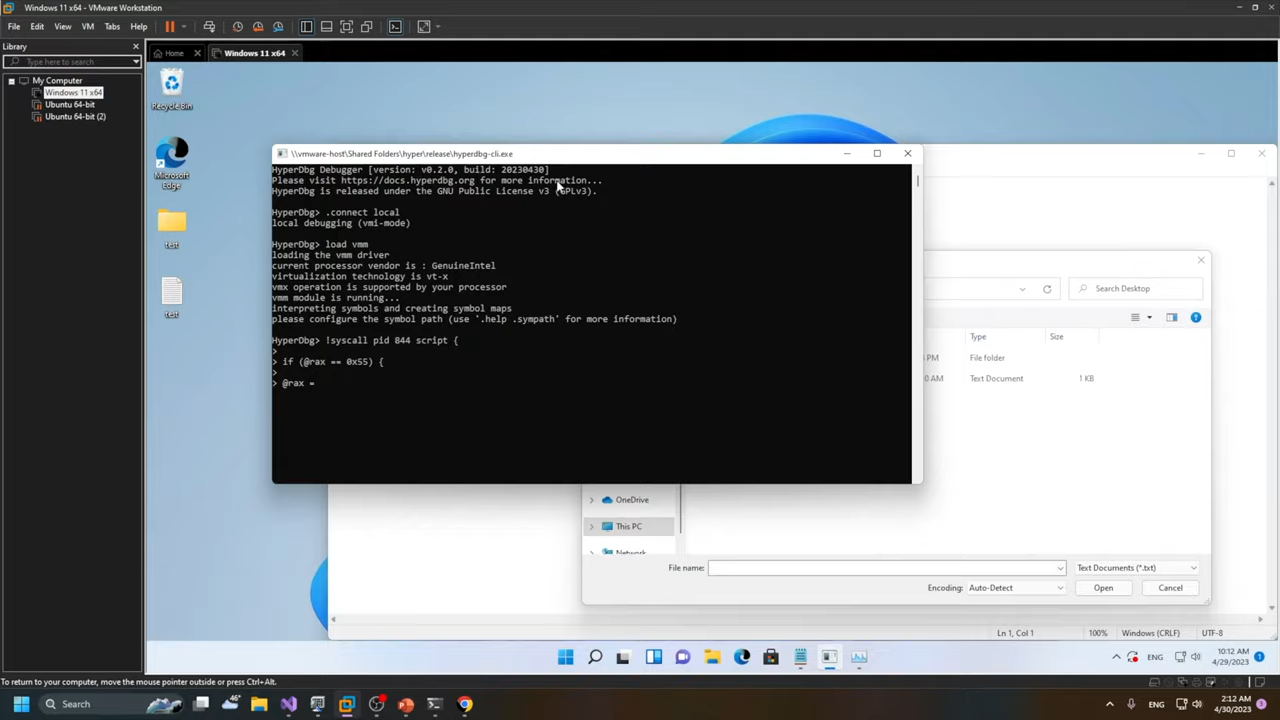 Windows 11 x64 - VMware Workstation
File Edit View VM Tabs Help
Library
Type here to search
My Computer
Windows 11 x64
Ubuntu 64-bit
Ubuntu 64-bit (2)
Home
Windows 11 x64
Recycle Bin
Microsoft
Edge
test
test
\\vmware-host\Shared Folders\hyper\release\hyperdbg-cli.exe
HyperDbg Debugger [version: v0.2.0, build: 20230430]
Please visit https://docs.hyperdbg.org for more information...
HyperDbg is released under the GNU Public License v3 (GPLv3).
HyperDbg> .connect local
local debugging (vmi-mode)
HyperDbg> load vmm
loading the vmm driver
current processor vendor is : GenuineIntel
virtualization technology is vt-x
vmx operation is supported by your processor
vmm module is running...
interpreting symbols and creating symbol maps
please configure the symbol path (use '.help .sympath' for more information)
HyperDbg> !syscall pid 844 script {
>
> if (@rax == 0x55) {
>
> @rax =
Search Desktop
Type Size
PM File folder
0 AM Text Document 1 KB
OneDrive
This PC
Network
File name:
Text Documents (*.txt)
Encoding: Auto-Detect
Open Cancel
Ln 1, Col 1 100% Windows (CRLF) UTF-8
ENG
10:12 AM
4/29/2023
To return to your computer, move the mouse pointer outside or press Ctrl+Alt.
Search
46°
ENG
2:12 AM
4/30/2023
3